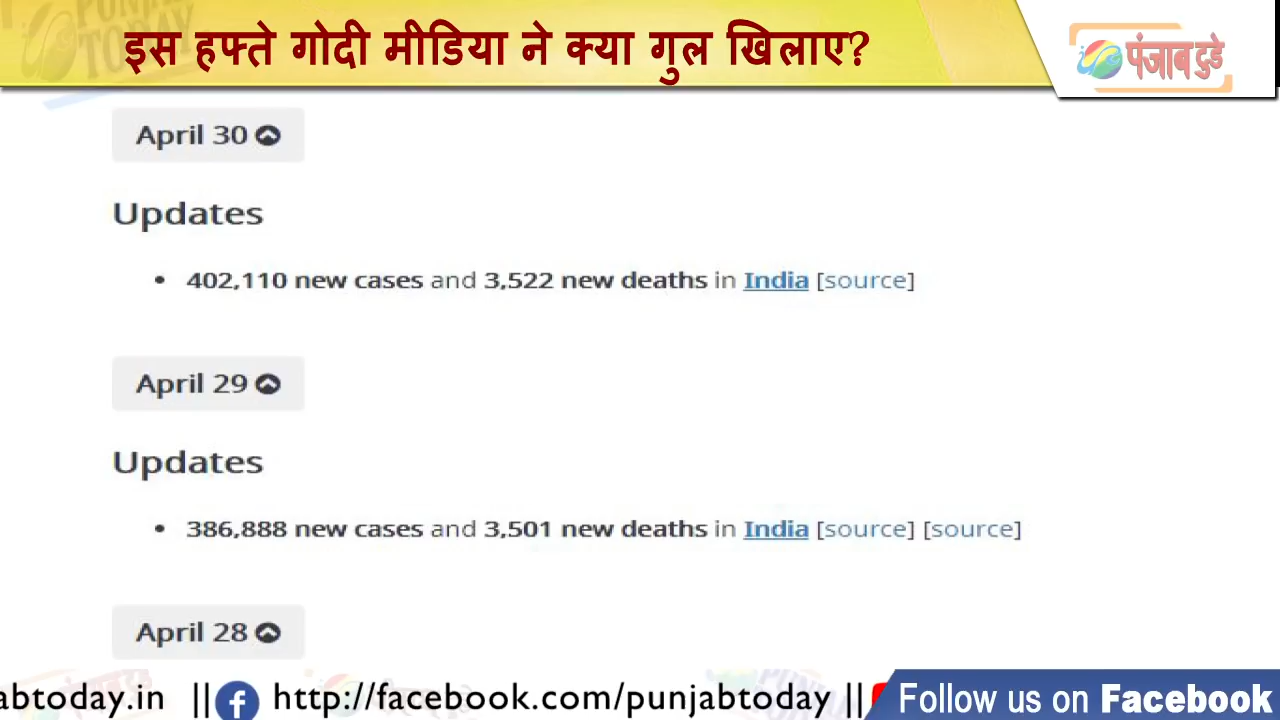 इस हफ्ते गोदी मीडिया ने क्या गुल खिलाए?
पंजाब टुडे
April 30
Updates
• 402,110 new cases and 3,522 new deaths in India [source]
April 29
Updates
• 386,888 new cases and 3,501 new deaths in India [source] [source]
April 28
abtoday.in || http://facebook.com/punjabtoday || Follow us on Facebook